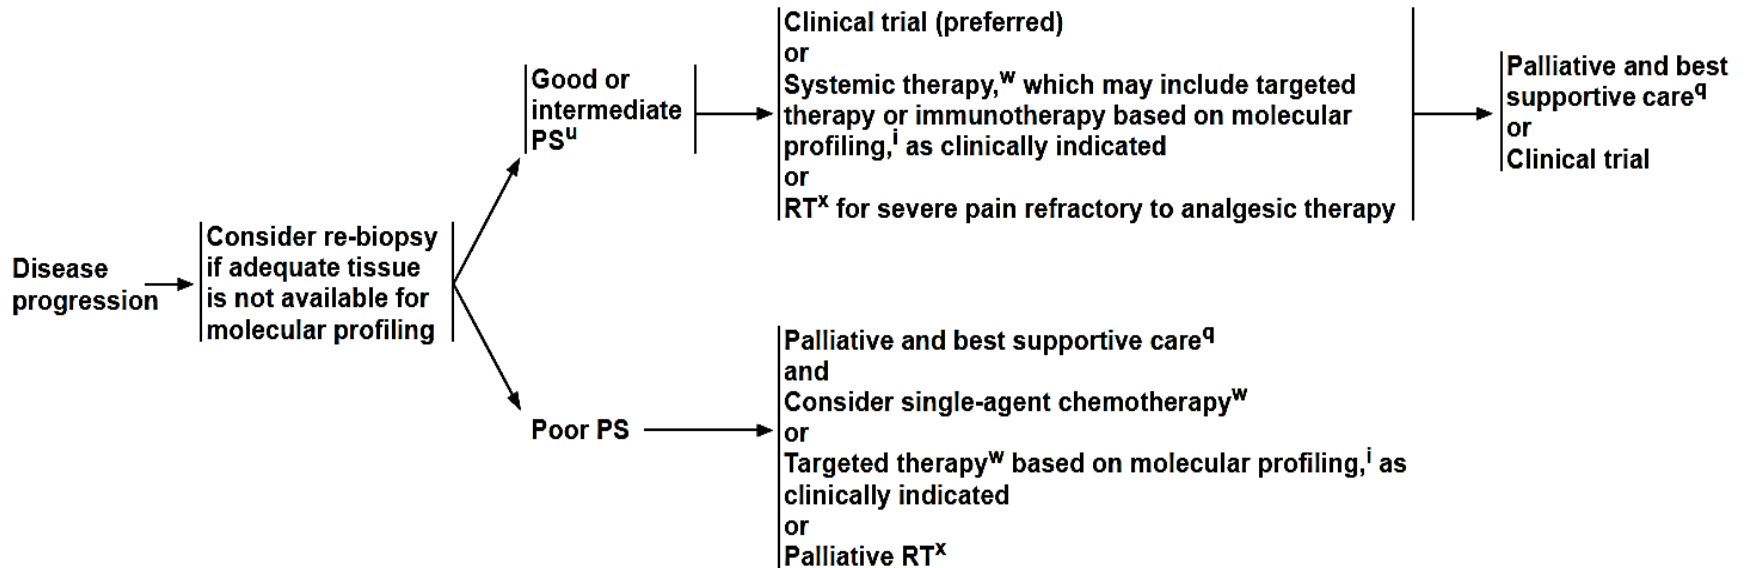 Disease
progression
Consider re-biopsy
if adequate tissue
is not available for
molecular profiling
Good or
intermediate
PSᵘ
Clinical trial (preferred)
or
Systemic therapy,ʷ which may include targeted
therapy or immunotherapy based on molecular
profiling,ⁱ as clinically indicated
or
RTˣ for severe pain refractory to analgesic therapy
Palliative and best
supportive care𐞥
or
Clinical trial
Poor PS
Palliative and best supportive care𐞥
and
Consider single-agent chemotherapyʷ
or
Targeted therapyʷ based on molecular profiling,ⁱ as
clinically indicated
or
Palliative RTˣ